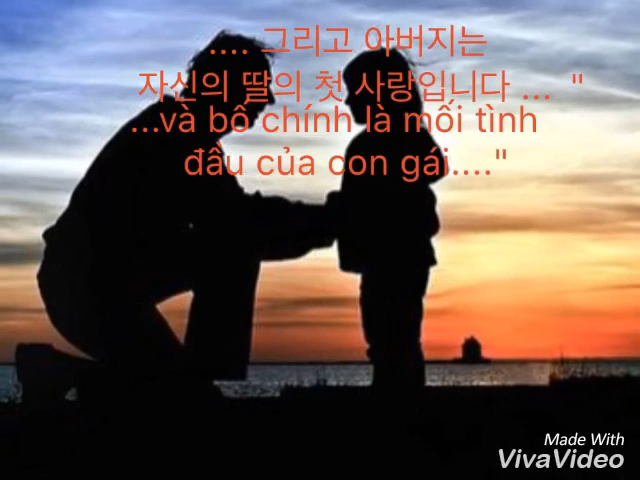 .... 그리고 아버지는
자신의 딸의 첫 사랑입니다 ... "
...và bố chính là mối tình
đầu của con gái...."
Made With
VivaVideo